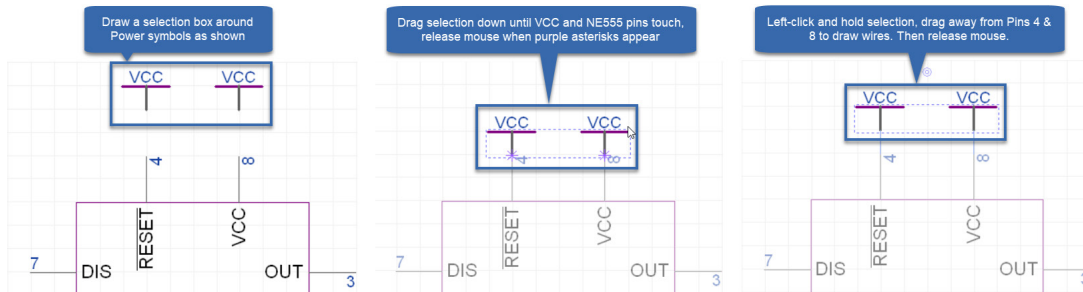 Draw a selection box around
Power symbols as shown
VCC
VCC
4
8
RESET
VCC
7
DIS
OUT
3
Drag selection down until VCC and NE555 pins touch,
release mouse when purple asterisks appear
VCC
VCC
4
8
RESET
VCC
7
DIS
OUT
3
Left-click and hold selection, drag away from Pins 4 &
8 to draw wires. Then release mouse.
VCC
VCC
4
8
RESET
VCC
7
DIS
OUT
3